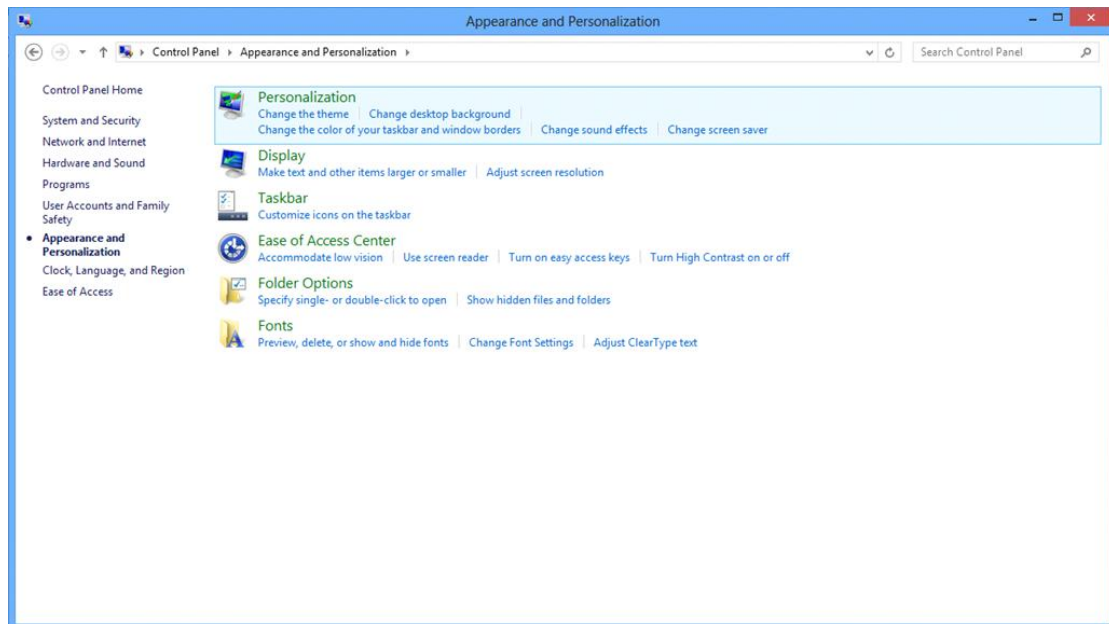 Appearance and Personalization
Control Panel Appearance and Personalization
Search Control Panel
Control Panel Home
System and Security
Network and Internet
Hardware and Sound
Programs
User Accounts and Family
Safety
Appearance and
Personalization
Clock, Language, and Region
Ease of Access
Personalization
Change the theme Change desktop background
Change the color of your taskbar and window borders Change sound effects Change screen saver
Display
Make text and other items larger or smaller Adjust screen resolution
Taskbar
Customize icons on the taskbar
Ease of Access Center
Accommodate low vision Use screen reader Turn on easy access keys Turn High Contrast on or off
Folder Options
Specify single- or double-click to open Show hidden files and folders
Fonts
Preview, delete, or show and hide fonts Change Font Settings Adjust ClearType text